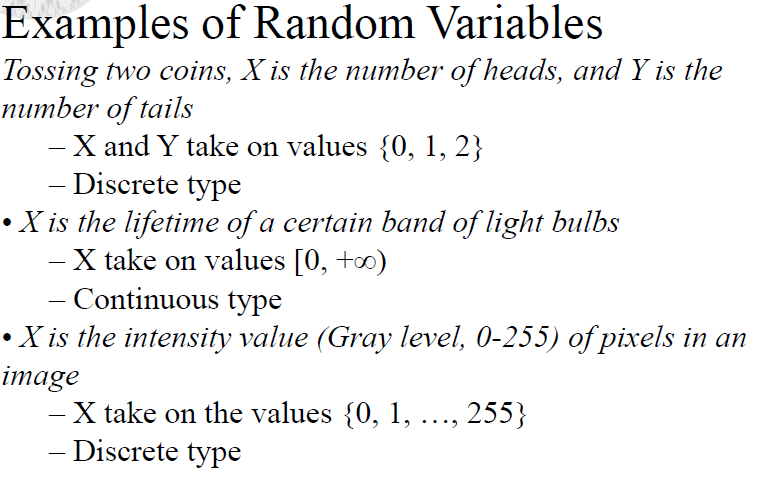 Examples of Random Variables
Tossing two coins, X is the number of heads, and Y is the
number of tails
– X and Y take on values {0, 1, 2}
– Discrete type
• X is the lifetime of a certain band of light bulbs
– X take on values [0, +∞)
– Continuous type
• X is the intensity value (Gray level, 0-255) of pixels in an
image
– X take on the values {0, 1, …, 255}
– Discrete type